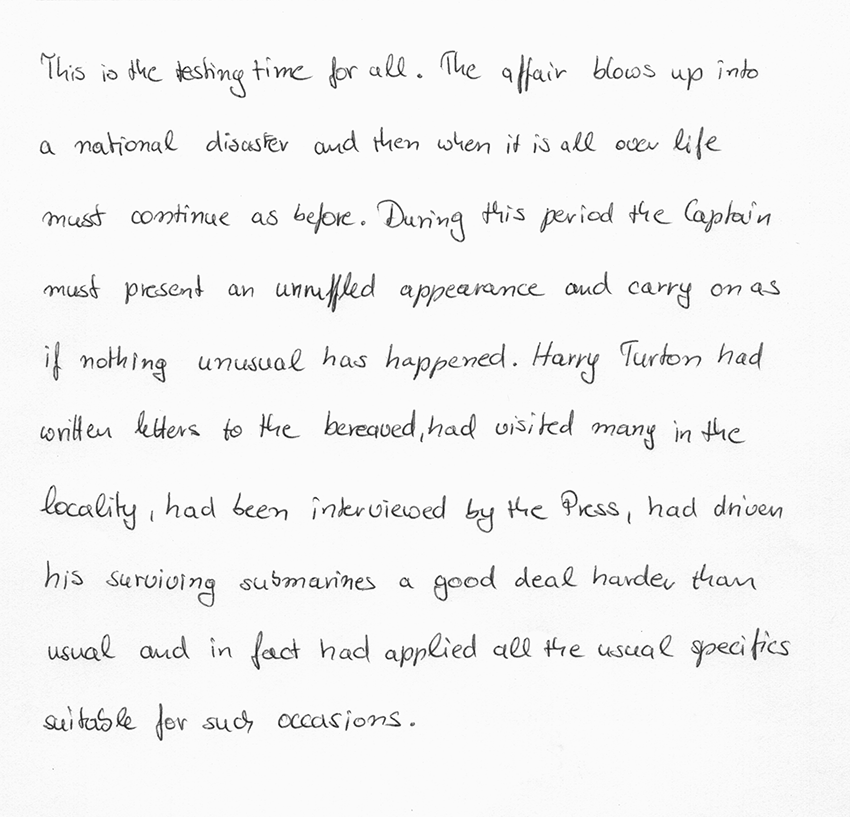 This is the testing time for all. The affair blows up into
a national disaster and then when it is all over life
must continue as before. During this period the Captain
must present an unruffled appearance and carry on as
if nothing unusual has happened. Harry Turton had
written letters to the bereaved, had visited many in the
locality, had been interviewed by the Press, had driven
his surviving submarines a good deal harder than
usual and in fact had applied all the usual specifics
suitable for such occasions.